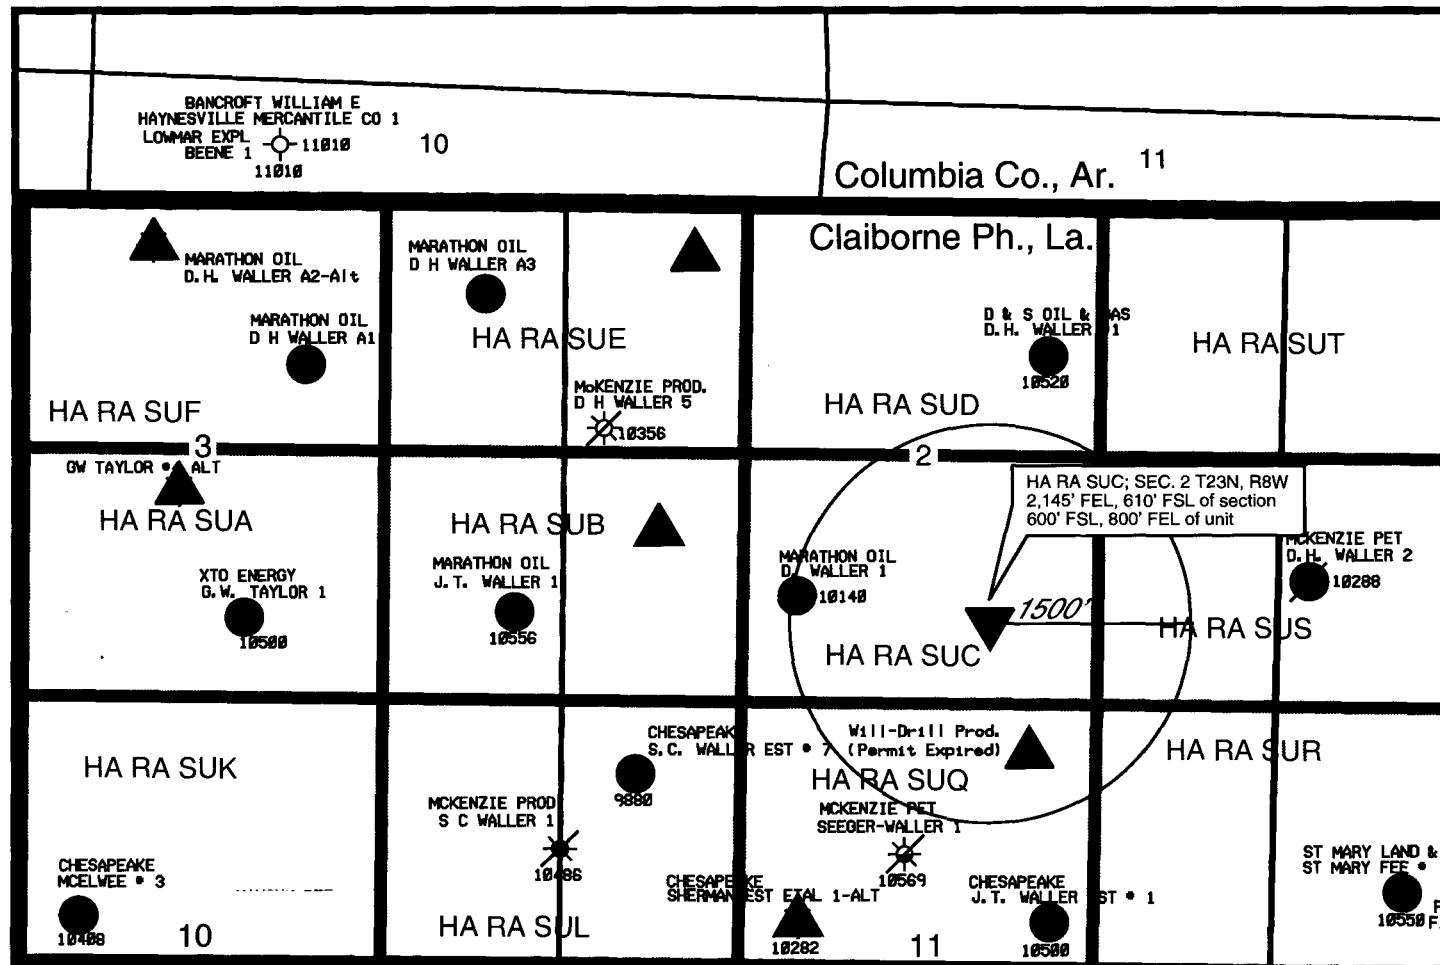 BANCROFT WILLIAM E
HAYNESVILLE MERCANTILE CO 1
LOWMAR EXPL
BEENE 1
11010
11010
10
11
Columbia Co., Ar.
Claiborne Ph., La.
MARATHON OIL
D.H. WALLER A2-Alt
MARATHON OIL
D H WALLER A1
HA RA SUF
MARATHON OIL
D H WALLER A3
HA RA SUE
McKENZIE PROD.
D H WALLER 5
10356
D & S OIL & GAS
D.H. WALLER 1
10520
HA RA SUD
HA RA SUT
3
2
GW TAYLOR ALT
HA RA SUA
XTO ENERGY
G.W. TAYLOR 1
10500
HA RA SUB
MARATHON OIL
J.T. WALLER 1
10556
HA RA SUC; SEC. 2 T23N, R8W
2,145' FEL, 610' FSL of section
600' FSL, 800' FEL of unit
MARATHON OIL
D. WALLER 1
10140
1500'
HA RA SUC
MCKENZIE PET
D.H. WALLER 2
10288
HA RA SUS
HA RA SUK
CHESAPEAKE
MCELWEE # 3
10408
10
CHESAPEAKE
S.C. WALLER EST # 7
9880
MCKENZIE PROD
S C WALLER 1
10486
HA RA SUL
Will-Drill Prod.
(Permit Expired)
HA RA SUQ
MCKENZIE PET
SEEGER-WALLER 1
10569
CHESAPEAKE
SHERMAN EST ETAL 1-ALT
10282
CHESAPEAKE
J.T. WALLER EST # 1
10500
11
HA RA SUR
ST MARY LAND &
ST MARY FEE #
10550